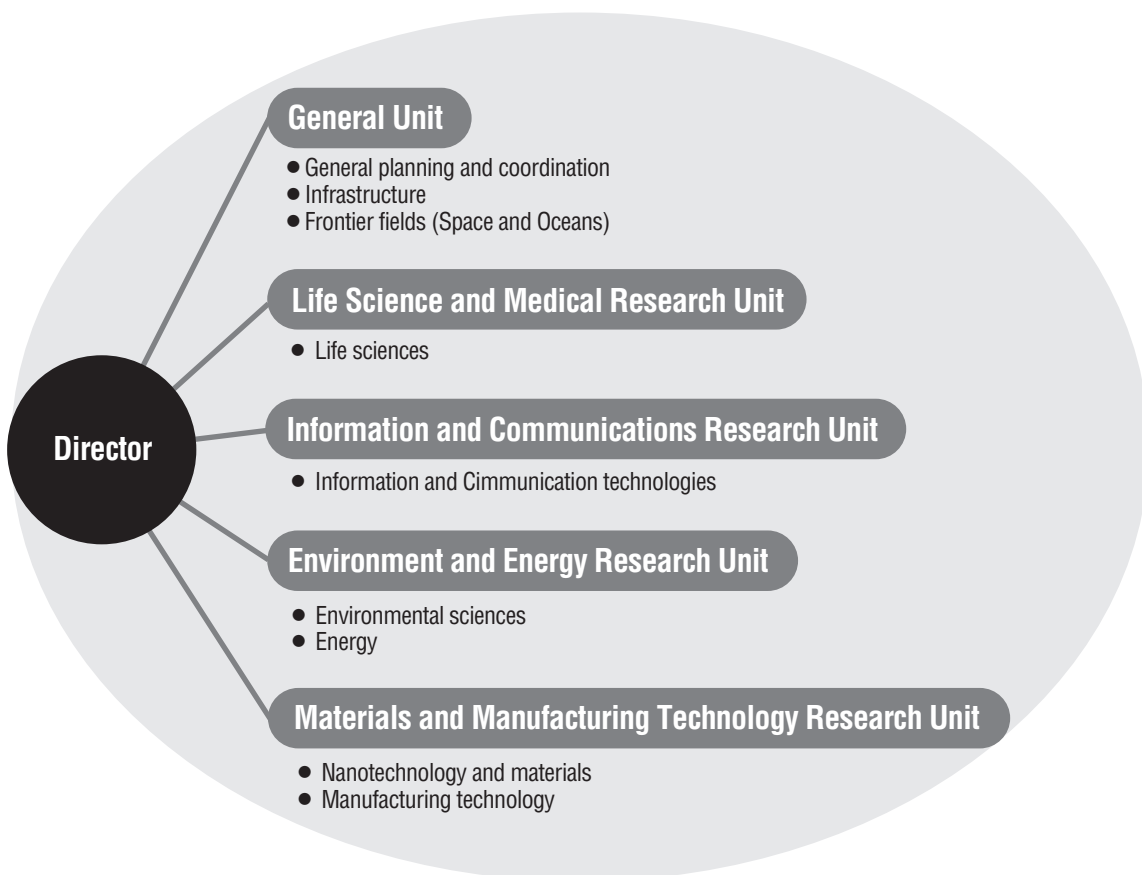 General Unit
● General planning and coordination
● Infrastructure
● Frontier fields (Space and Oceans)
Life Science and Medical Research Unit
● Life sciences
Director
Information and Communications Research Unit
● Information and Cimmunication technologies
Environment and Energy Research Unit
● Environmental sciences
● Energy
Materials and Manufacturing Technology Research Unit
● Nanotechnology and materials
● Manufacturing technology